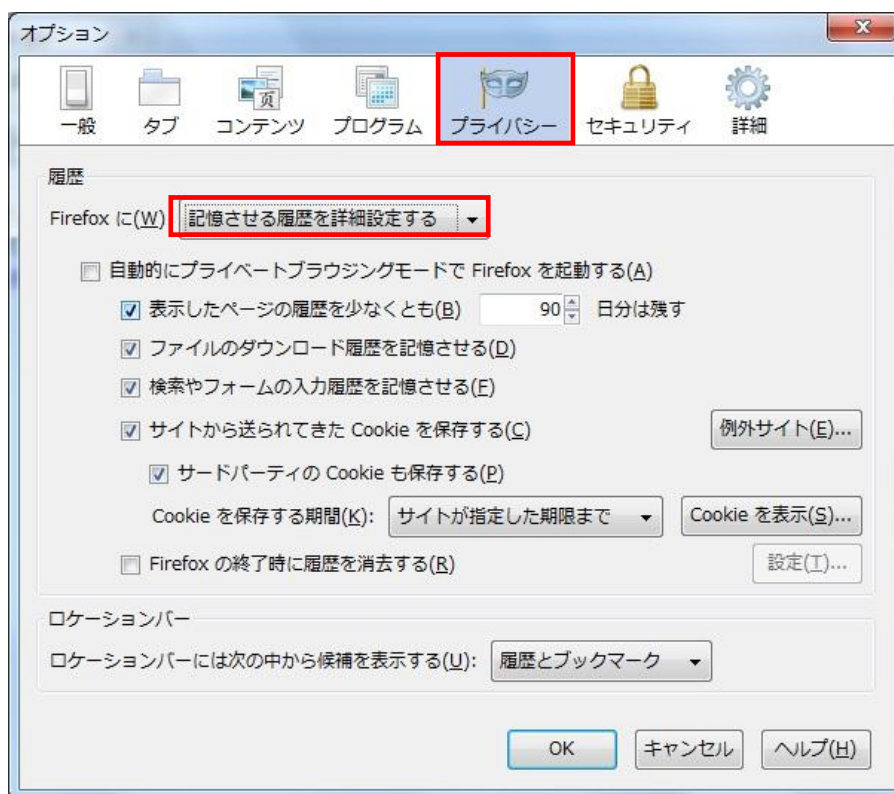 オプション
一般 タブ コンテンツ プログラム プライバシー セキュリティ 詳細
履歴
Firefox に(W) 記憶させる履歴を詳細設定する
自動的にプライベートブラウジングモードで Firefox を起動する(A)
表示したページの履歴を少なくとも(B) 90 日分は残す
ファイルのダウンロード履歴を記憶させる(D)
検索やフォームの入力履歴を記憶させる(F)
サイトから送られてきた Cookie を保存する(C) 例外サイト(E)...
サードパーティの Cookie も保存する(P)
Cookie を保存する期間(K): サイトが指定した期限まで Cookie を表示(S)...
Firefox の終了時に履歴を消去する(R) 設定(T)...
ロケーションバー
ロケーションバーには次の中から候補を表示する(U): 履歴とブックマーク
OK キャンセル ヘルプ(H)